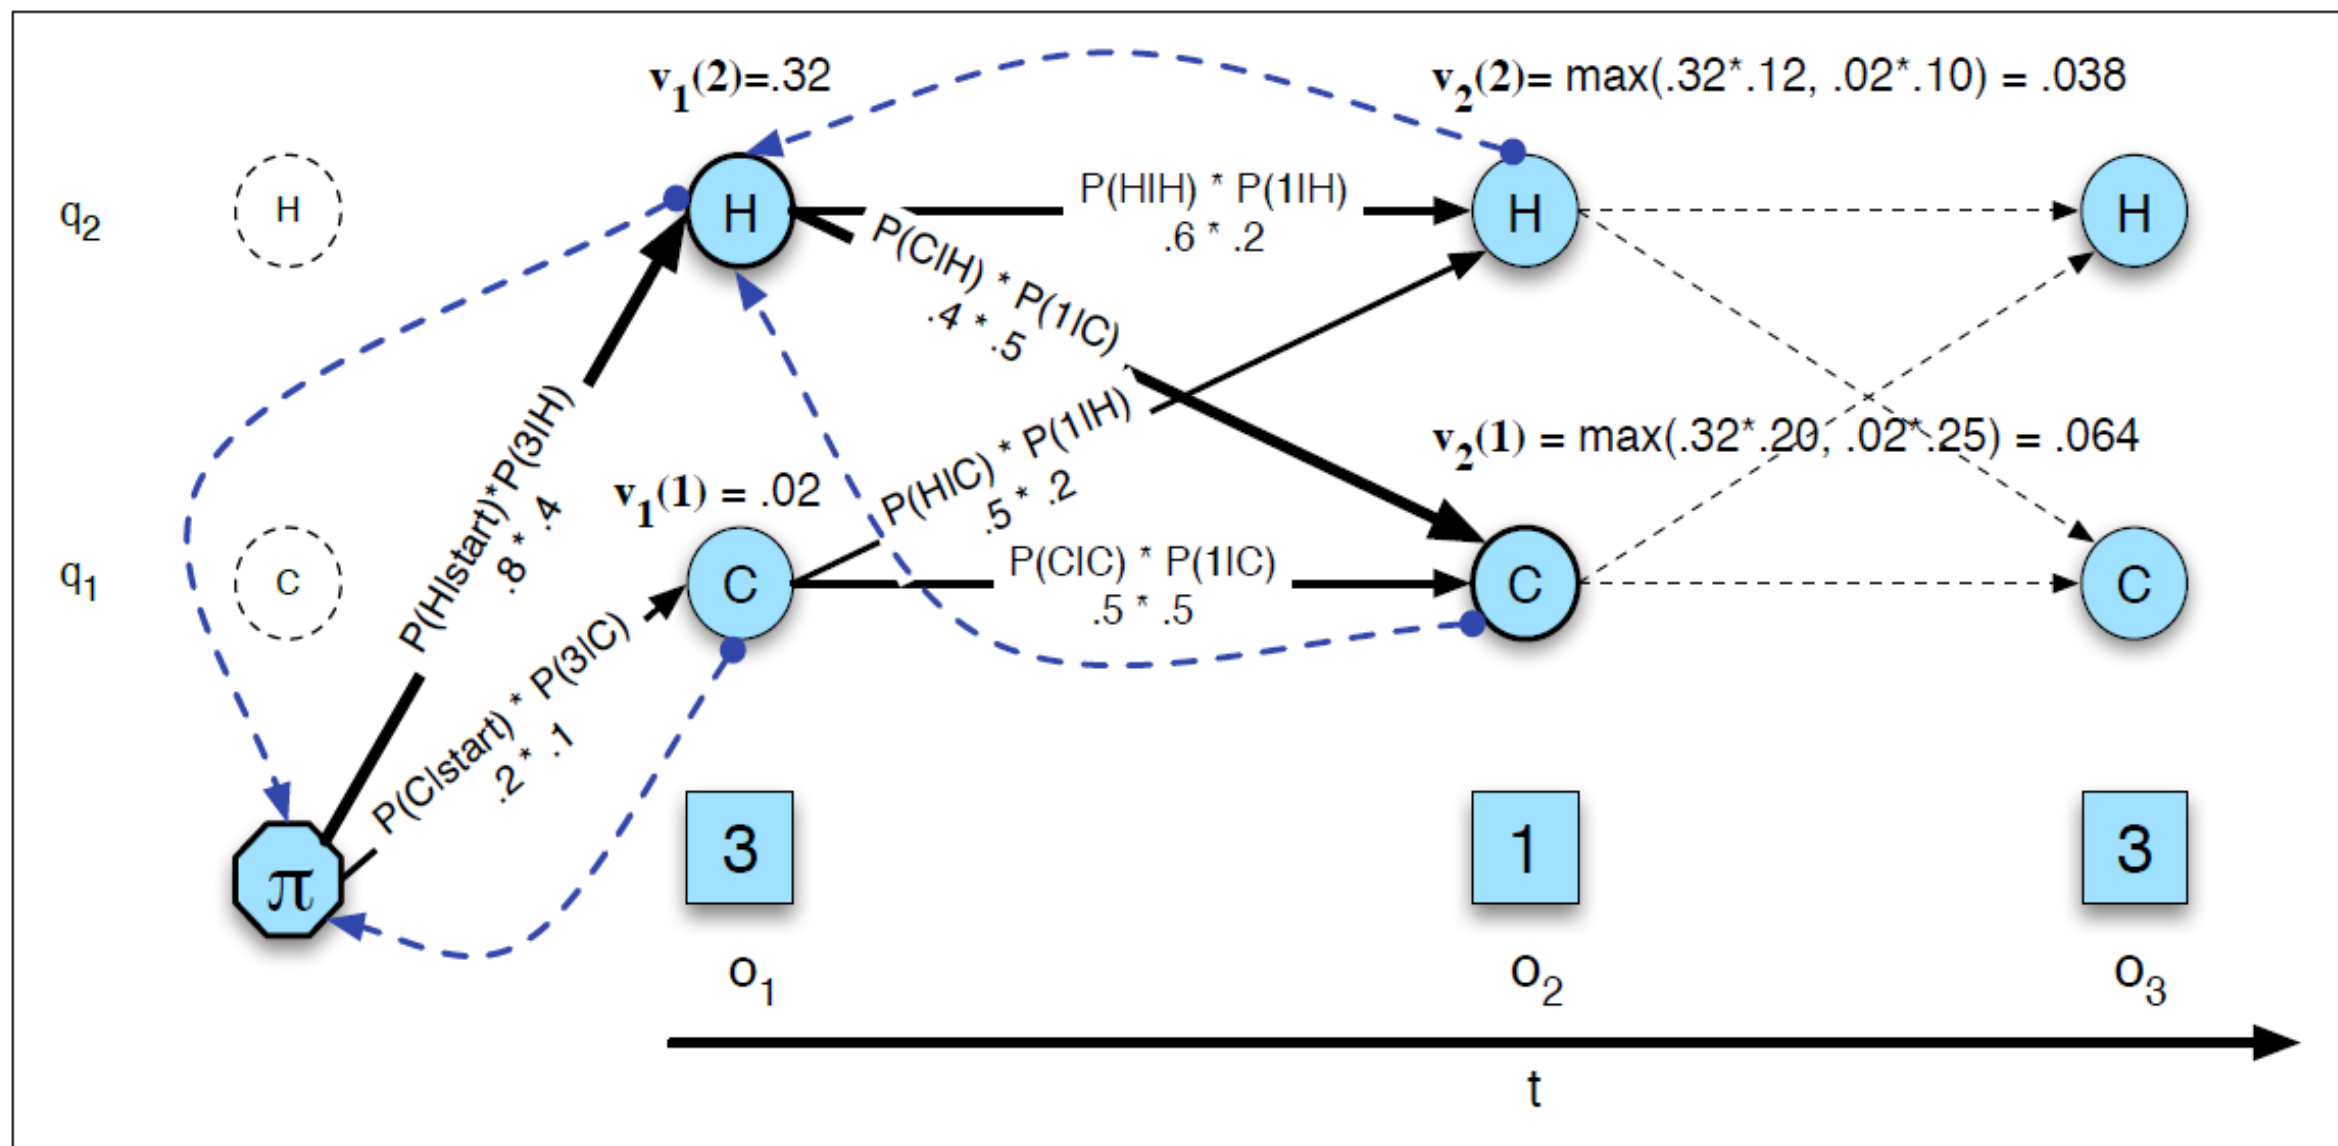 v1(2)=.32
v2(2)= max(.32*.12, .02*.10) = .038
q2
H
H
P(H|H) * P(1|H)
.6 * .2
H
H
P(C|H) * P(1|C)
.4 * .5
P(H|start)*P(3|H)
.8 * .4
v1(1) = .02
P(H|C) * P(1|H)
.5 * .2
v2(1) = max(.32*.20, .02*.25) = .064
q1
C
C
P(C|C) * P(1|C)
.5 * .5
C
C
P(C|start) * P(3|C)
.2 * .1
π
3
1
3
o1
o2
o3
t